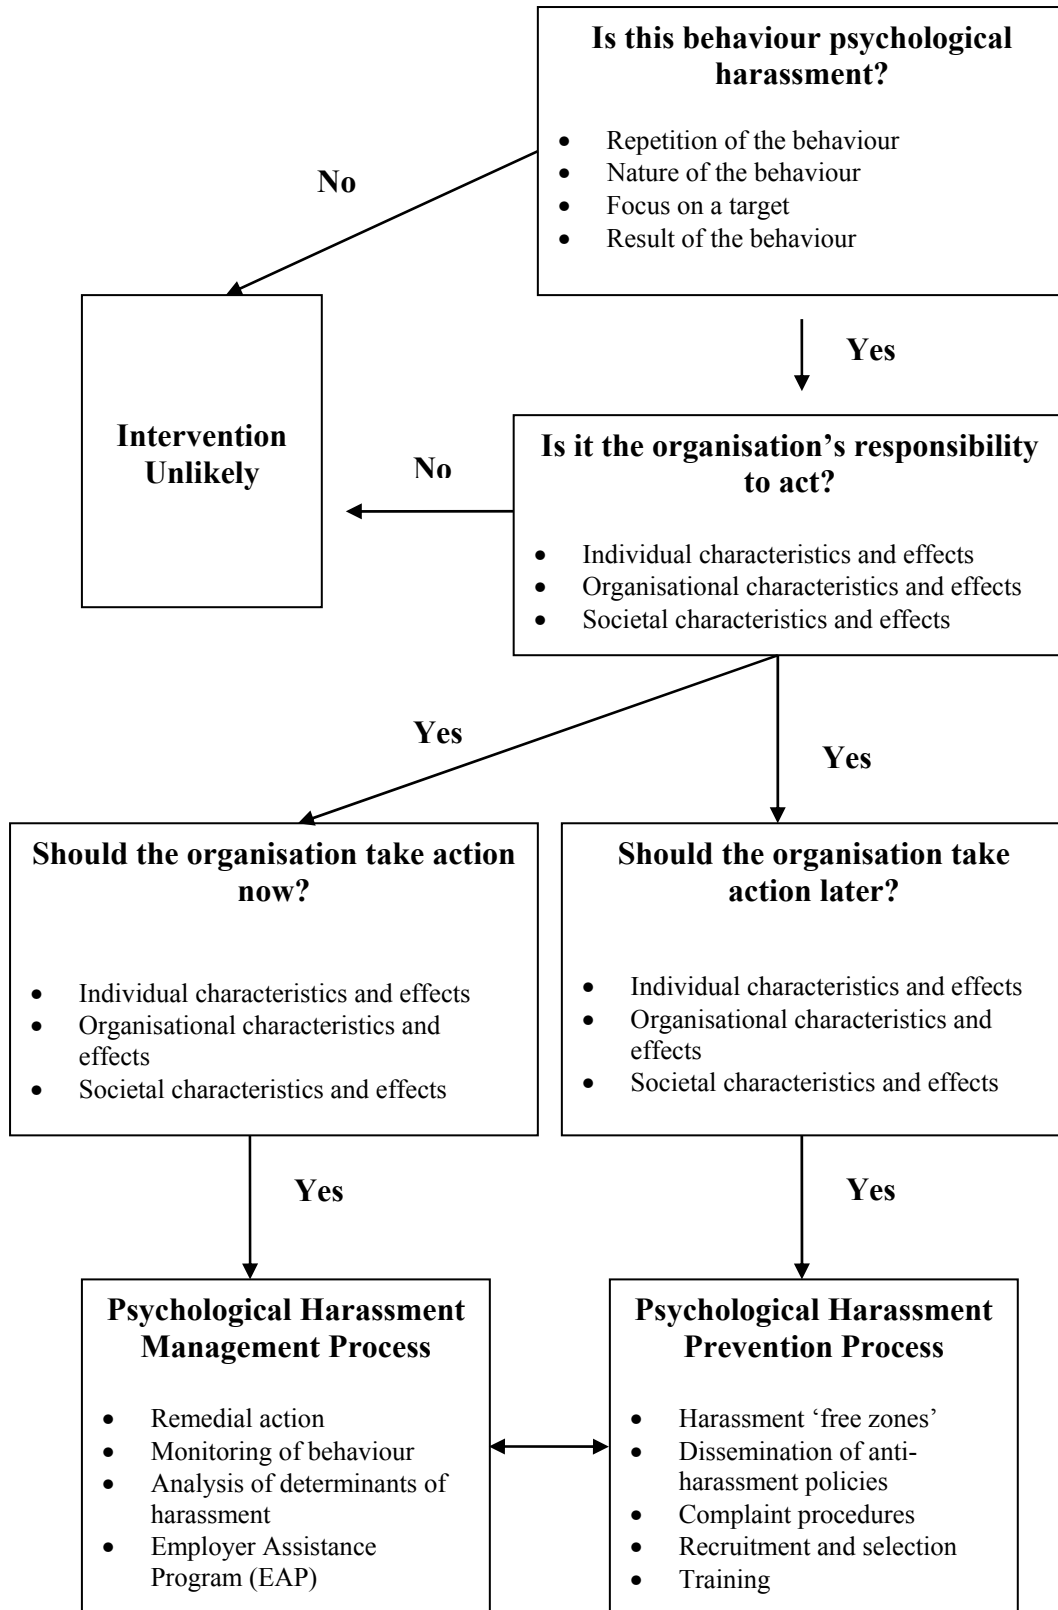 Is this behaviour psychological
harassment?
• Repetition of the behaviour
• Nature of the behaviour
• Focus on a target
• Result of the behaviour
No
Yes
Intervention
Unlikely
No
Is it the organisation’s responsibility
to act?
• Individual characteristics and effects
• Organisational characteristics and effects
• Societal characteristics and effects
Yes
Yes
Should the organisation take action
now?
• Individual characteristics and effects
• Organisational characteristics and
effects
• Societal characteristics and effects
Should the organisation take
action later?
• Individual characteristics and effects
• Organisational characteristics and
effects
• Societal characteristics and effects
Yes
Yes
Psychological Harassment
Management Process
• Remedial action
• Monitoring of behaviour
• Analysis of determinants of
harassment
• Employer Assistance
Program (EAP)
Psychological Harassment
Prevention Process
• Harassment ‘free zones’
• Dissemination of anti-
harassment policies
• Complaint procedures
• Recruitment and selection
• Training